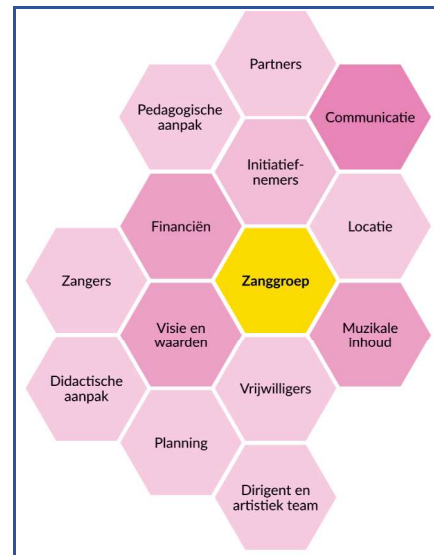 Partners
Pedagogische
aanpak
Communicatie
Initiatief-
nemers
Financiën
Locatie
Zangers
Zanggroep
Visie en
waarden
Muzikale
inhoud
Didactische
aanpak
Vrijwilligers
Planning
Dirigent en
artistiek team